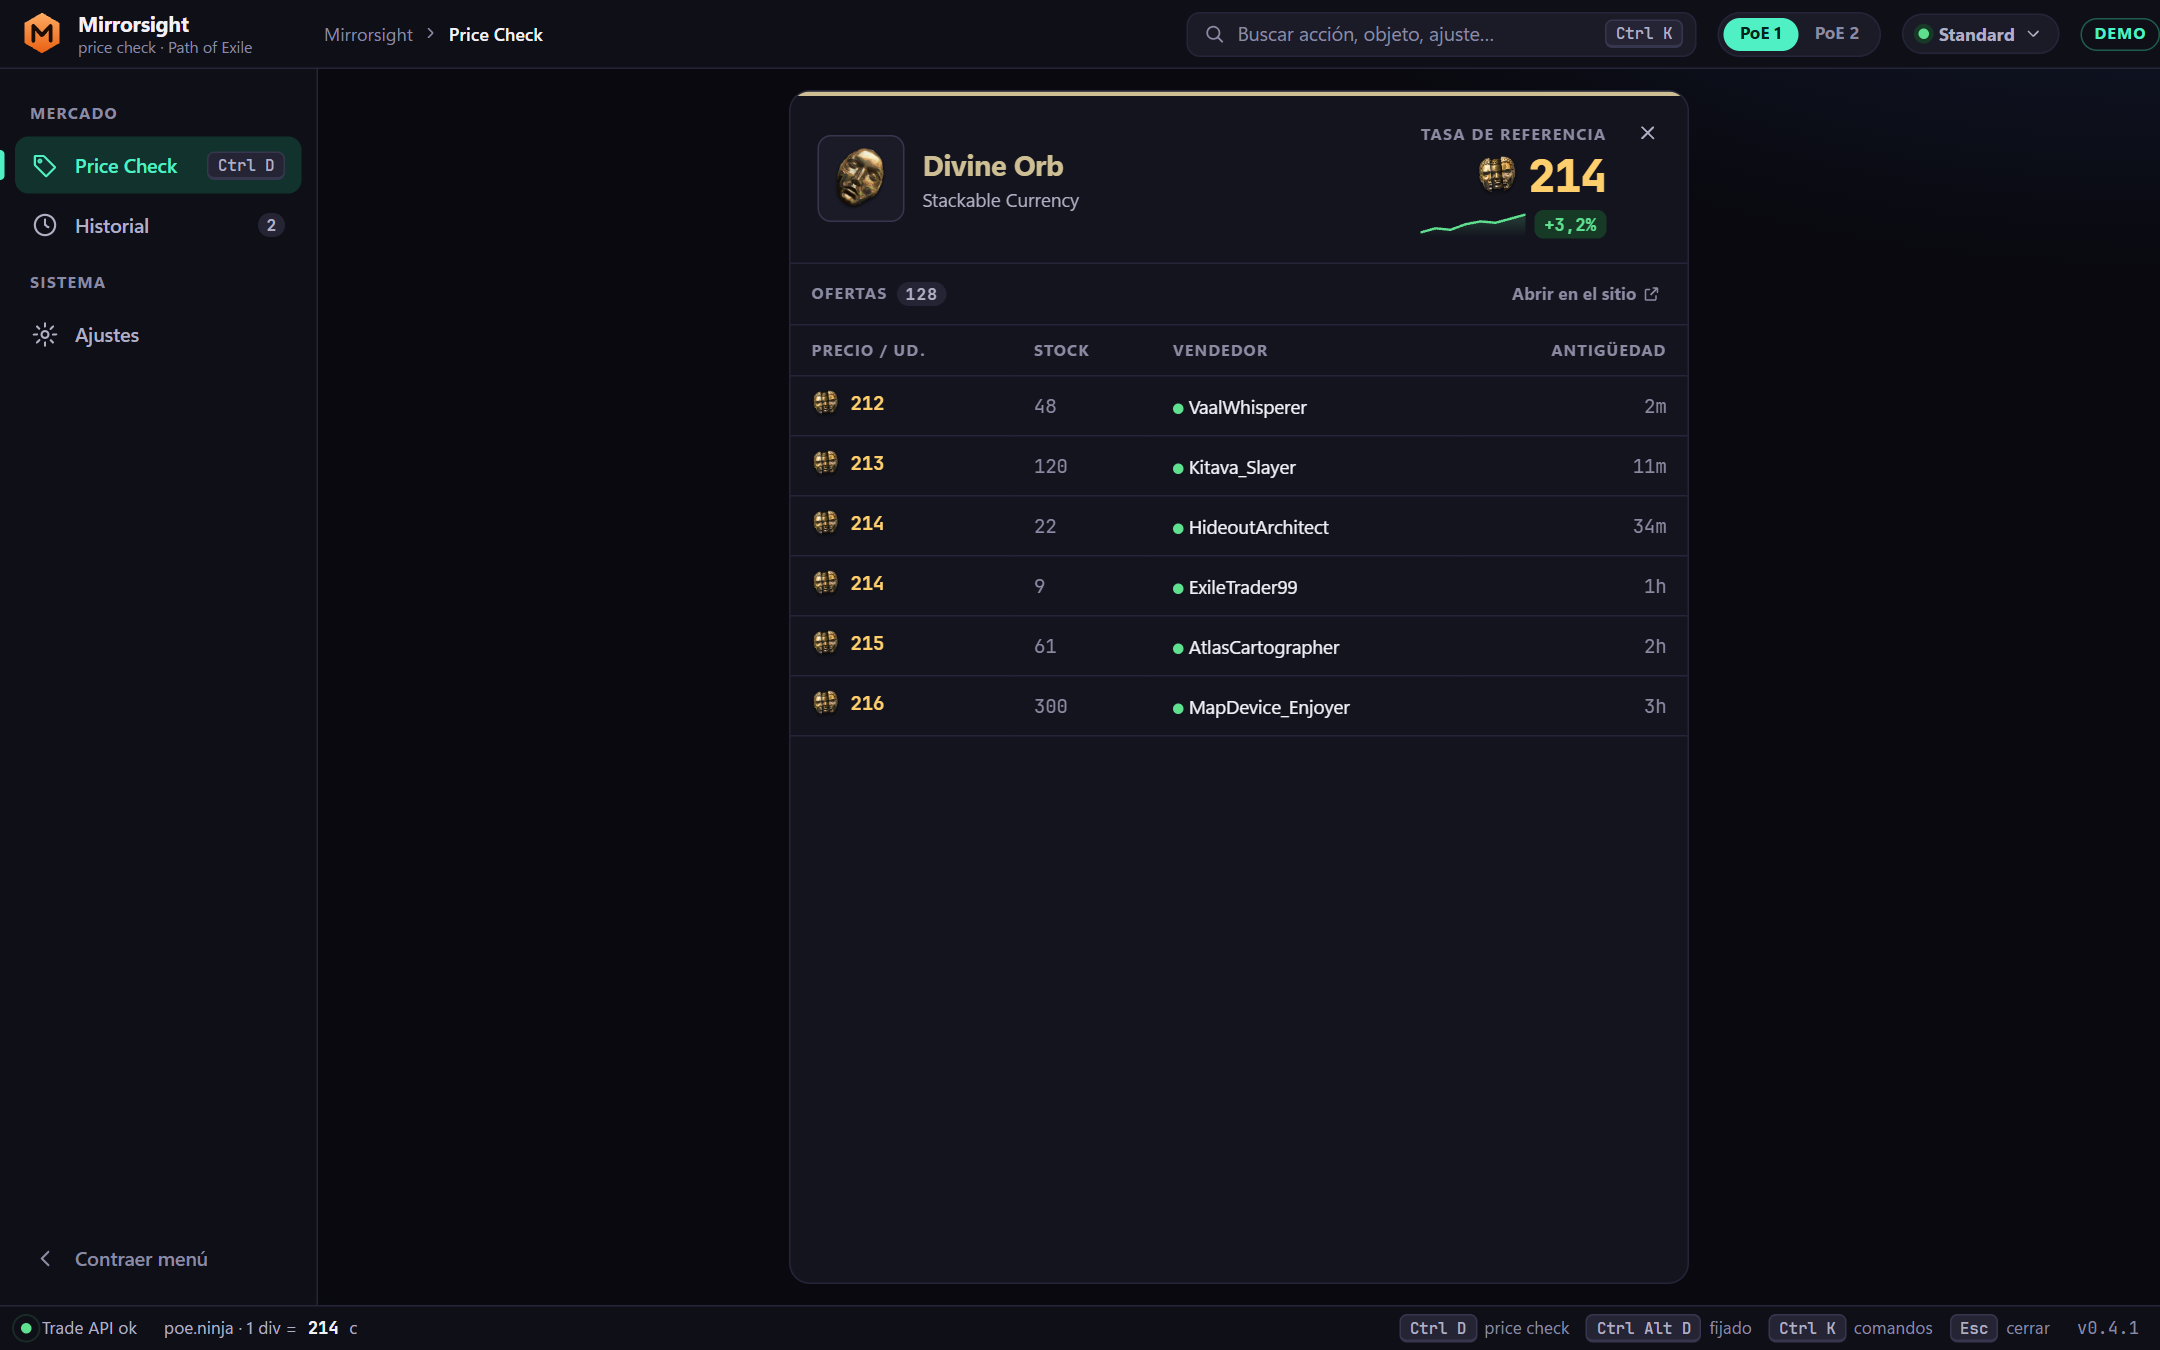 Mirrorsight
price check · Path of Exile
Mirrorsight > Price Check
Buscar acción, objeto, ajuste... Ctrl K
PoE 1 PoE 2
Standard
DEMO
MERCADO
Price Check Ctrl D
Historial 2
SISTEMA
Ajustes
Contraer menú
Divine Orb
Stackable Currency
TASA DE REFERENCIA
214
+3,2%
OFERTAS 128
Abrir en el sitio
PRECIO / UD. STOCK VENDEDOR ANTIGÜEDAD
212 48 VaalWhisperer 2m
213 120 Kitava_Slayer 11m
214 22 HideoutArchitect 34m
214 9 ExileTrader99 1h
215 61 AtlasCartographer 2h
216 300 MapDevice_Enjoyer 3h
Trade API ok poe.ninja · 1 div = 214 c
Ctrl D price check Ctrl Alt D fijado Ctrl K comandos Esc cerrar v0.4.1